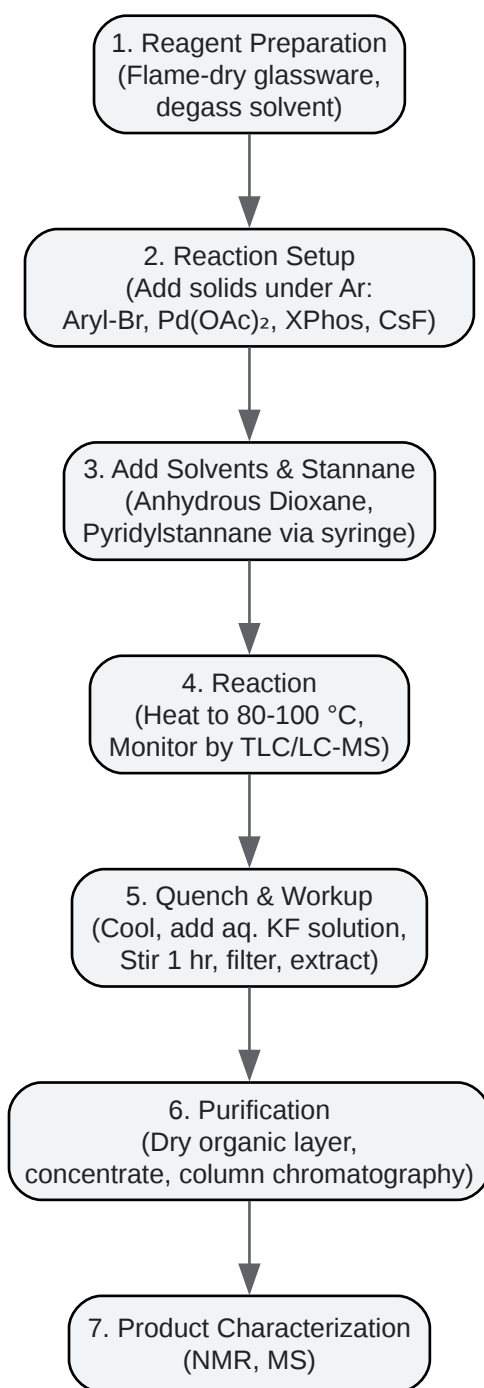 1. Reagent Preparation
(Flame-dry glassware,
degass solvent)
2. Reaction Setup
(Add solids under Ar:
Aryl-Br, Pd(OAc)₂, XPhos, CsF)
3. Add Solvents & Stannane
(Anhydrous Dioxane,
Pyridylstannane via syringe)
4. Reaction
(Heat to 80-100 °C,
Monitor by TLC/LC-MS)
5. Quench & Workup
(Cool, add aq. KF solution,
Stir 1 hr, filter, extract)
6. Purification
(Dry organic layer,
concentrate, column chromatography)
7. Product Characterization
(NMR, MS)